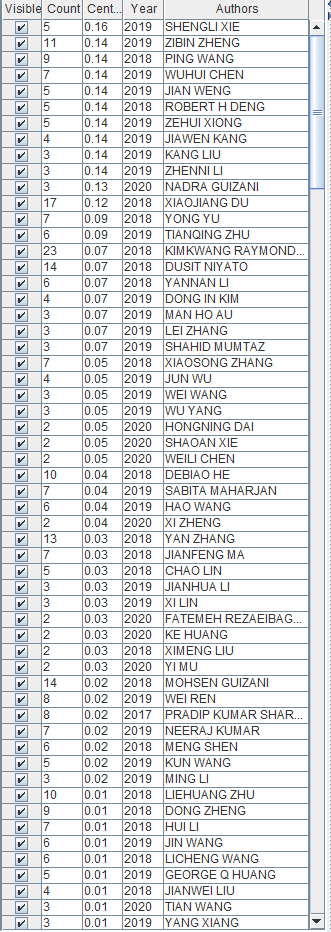 Visible Count Cent... Year Authors
5 0.16 2019 SHENGLI XIE
11 0.14 2019 ZIBIN ZHENG
9 0.14 2018 PING WANG
7 0.14 2019 WUHUI CHEN
5 0.14 2018 JIAN WENG
5 0.14 2018 ROBERT H DENG
5 0.14 2019 ZEHUI XIONG
4 0.14 2019 JIAWEN KANG
3 0.14 2019 KANG LIU
3 0.14 2019 ZHENNI LI
3 0.13 2020 NADRA GUIZANI
17 0.12 2018 XIAOJIANG DU
7 0.09 2018 YONG YU
6 0.09 2019 TIANQING ZHU
23 0.07 2018 KIMKWANG RAYMOND...
14 0.07 2018 DUSIT NIYATO
6 0.07 2018 YANNAN LI
4 0.07 2019 DONG IN KIM
3 0.07 2019 MAN HO AU
3 0.07 2019 LEI ZHANG
3 0.07 2019 SHAHID MUMTAZ
7 0.05 2018 XIAOSONG ZHANG
4 0.05 2019 JUN WU
3 0.05 2019 WEI WANG
3 0.05 2019 WU YANG
2 0.05 2020 HONGNING DAI
2 0.05 2020 SHAOAN XIE
2 0.05 2020 WEILI CHEN
10 0.04 2018 DEBIAO HE
7 0.04 2019 SABITA MAHARJAN
6 0.04 2019 HAO WANG
2 0.04 2020 XI ZHENG
13 0.03 2018 YAN ZHANG
7 0.03 2018 JIANFENG MA
5 0.03 2018 CHAO LIN
3 0.03 2019 JIANHUA LI
3 0.03 2019 XI LIN
2 0.03 2020 FATEMEH REZAEIBAG...
2 0.03 2020 KE HUANG
2 0.03 2018 XIMENG LIU
2 0.03 2020 YI MU
14 0.02 2018 MOHSEN GUIZANI
8 0.02 2019 WEI REN
8 0.02 2017 PRADIP KUMAR SHAR...
7 0.02 2019 NEERAJ KUMAR
6 0.02 2018 MENG SHEN
5 0.02 2019 KUN WANG
3 0.02 2019 MING LI
10 0.01 2018 LIEHUANG ZHU
9 0.01 2018 DONG ZHENG
7 0.01 2018 HUI LI
6 0.01 2019 JIN WANG
6 0.01 2018 LICHENG WANG
5 0.01 2019 GEORGE Q HUANG
4 0.01 2018 JIANWEI LIU
3 0.01 2020 TIAN WANG
3 0.01 2019 YANG XIANG